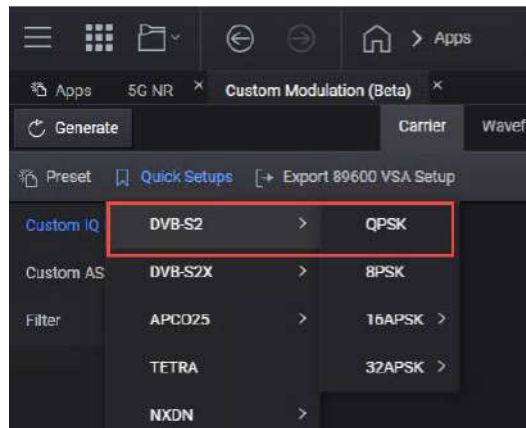 > Apps
Apps 5G NR × Custom Modulation (Beta) ×
Generate Carrier Wavef
Preset Quick Setups Export 89600 VSA Setup
Custom IQ DVB-S2 > QPSK
Custom AS DVB-S2X > 8PSK
Filter APCO25 > 16APSK >
TETRA 32APSK >
NXDN >